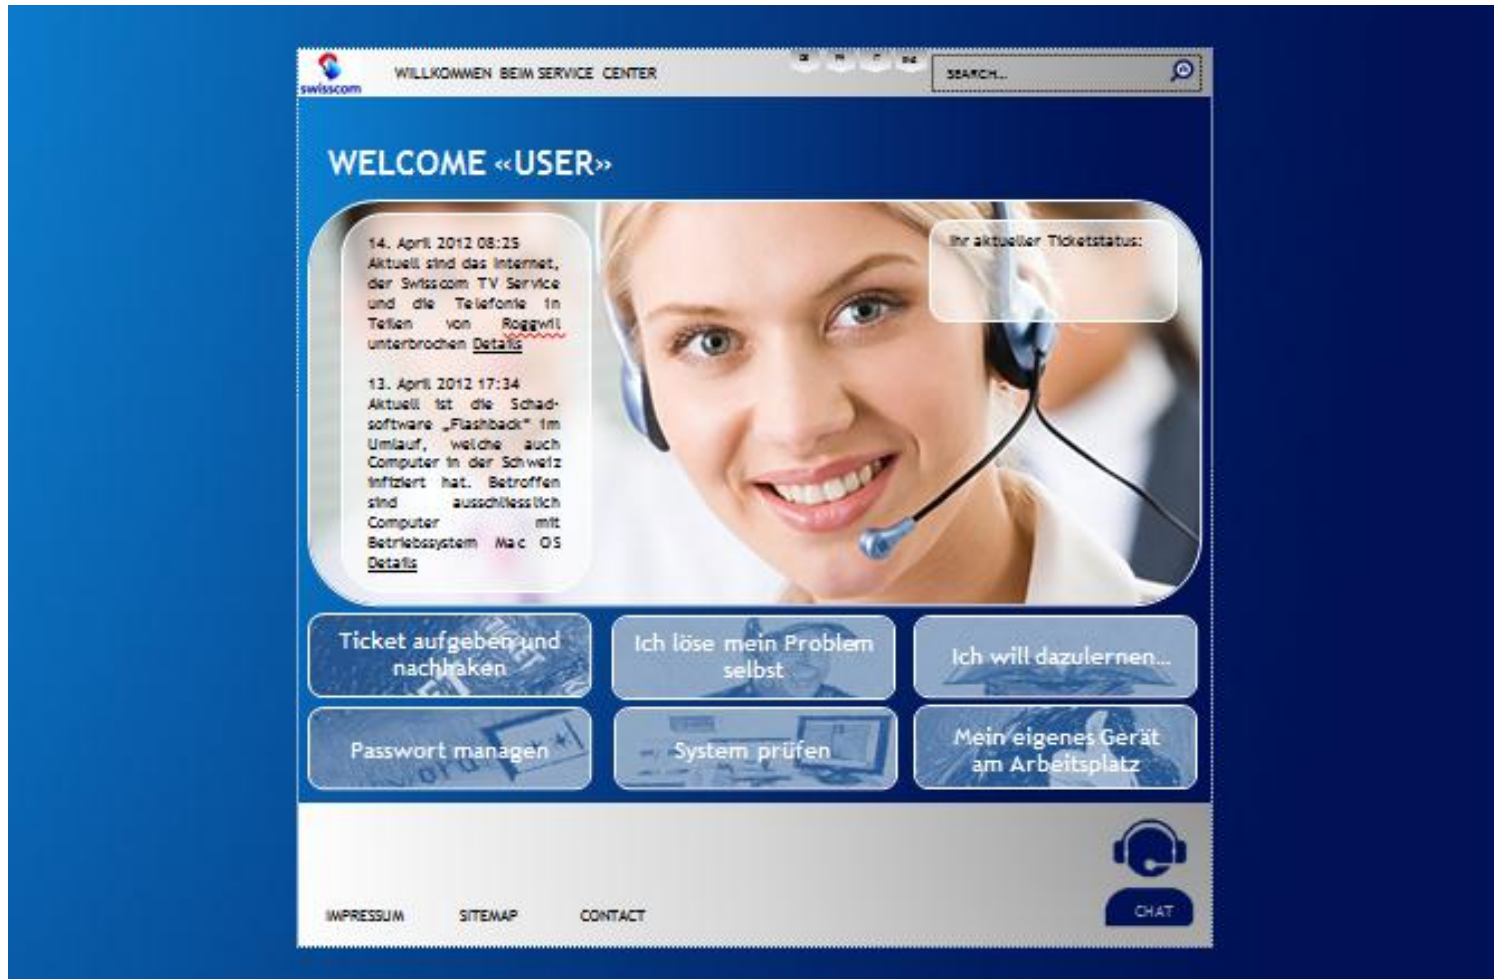 swisscom
WILLKOMMEN BEIM SERVICE CENTER
SEARCH...
WELCOME «USER»
14. April 2012 08:25
Aktuell sind das Internet,
der Swisscom TV Service
und die Telefonie in
Teilen von Roggwil
unterbrochen Details
13. April 2012 17:34
Aktuell ist die Schad-
software „Flashback“ im
Umlauf, welche auch
Computer in der Schweiz
infiziert hat. Betroffen
sind ausschliesslich
Computer mit
Betriebssystem Mac OS
Details
Ihr aktueller Ticketstatus:
Ticket aufgeben und
nachhaken
Ich löse mein Problem
selbst
Ich will dazulernen...
Passwort managen
System prüfen
Mein eigenes Gerät
am Arbeitsplatz
IMPRESSUM SITEMAP CONTACT
CHAT